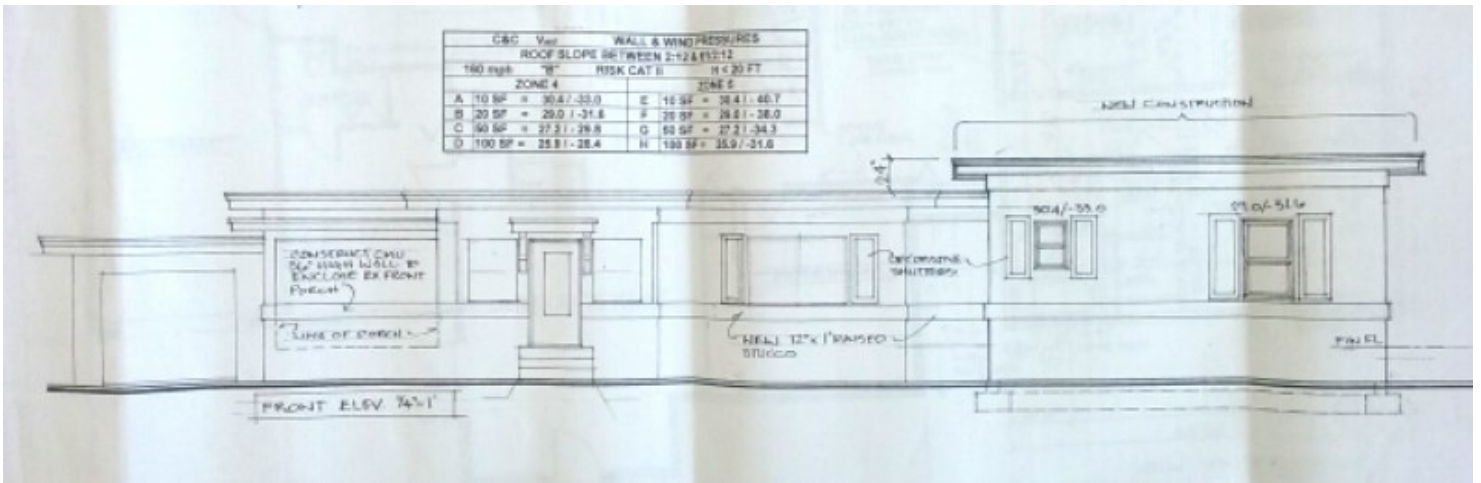 C&C Vult WALL & WIND PRESSURES
ROOF SLOPE BETWEEN 2:12 & 12:12
160 mph "B" RISK CAT II H < 20 FT
ZONE 4 ZONE 5
A 10 SF = 30.4 / -33.0 E 10 SF = 30.4 / -40.7
B 20 SF = 29.0 / -31.6 F 20 SF = 29.0 / -38.0
C 50 SF = 27.2 / -29.8 G 50 SF = 27.2 / -34.3
D 100 SF = 25.9 / -28.4 H 100 SF = 25.9 / -31.6
NEW CONSTRUCTION
24"
30.4/-33.0
29.0/-31.6
CONSTRUCT CMU
36" HIGH WALL TO
ENCLOSE EX FRONT
PORCH
DECORATIVE
SHUTTERS
LINE OF PORCH
NEW 12" x 1" RAISED
STUCCO
FIN FL
FRONT ELEV. 1/4"=1'